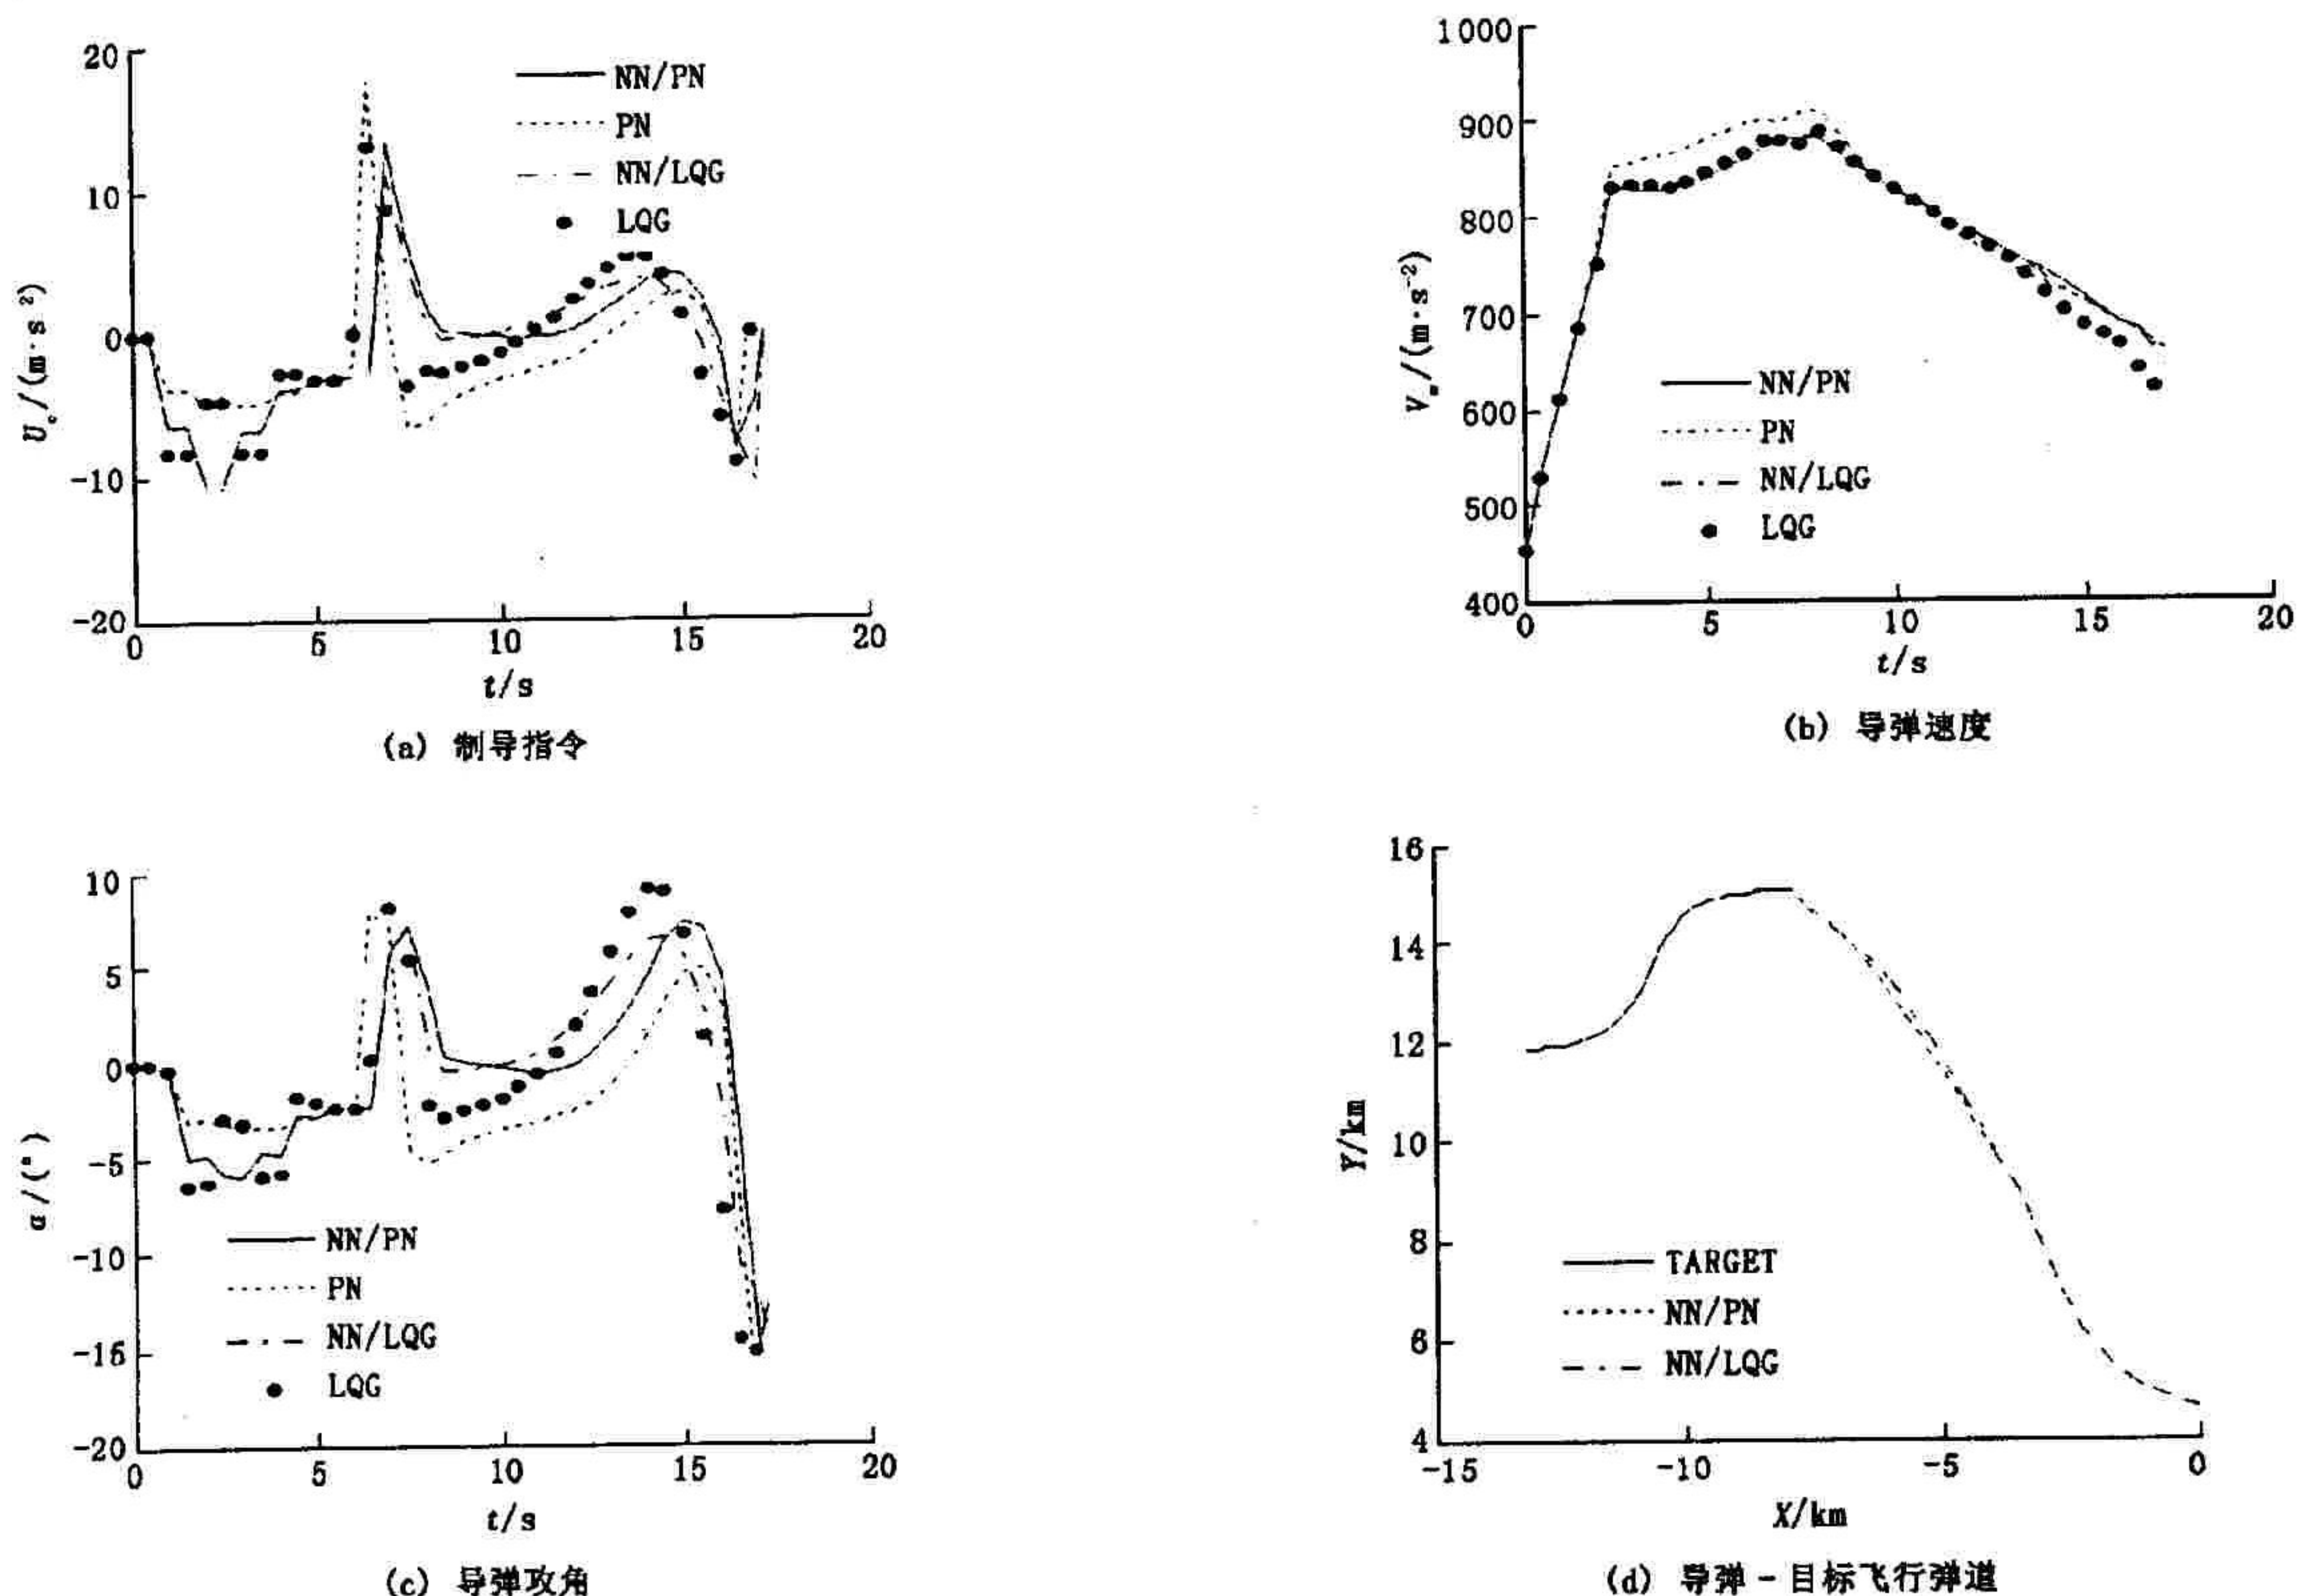 20
10
0
-10
-20
U_c/(m·s^-2)
NN/PN
PN
NN/LQG
LQG
0 5 10 15 20
t/s
(a) 制导指令
1000
900
800
700
600
500
400
V_m/(m·s^-2)
NN/PN
PN
NN/LQG
LQG
0 5 10 15 20
t/s
(b) 导弹速度
10
5
0
-5
-10
-15
-20
α/(°)
NN/PN
PN
NN/LQG
LQG
0 5 10 15 20
t/s
(c) 导弹攻角
16
14
12
10
8
6
4
Y/km
TARGET
NN/PN
NN/LQG
-15 -10 -5 0
X/km
(d) 导弹-目标飞行弹道